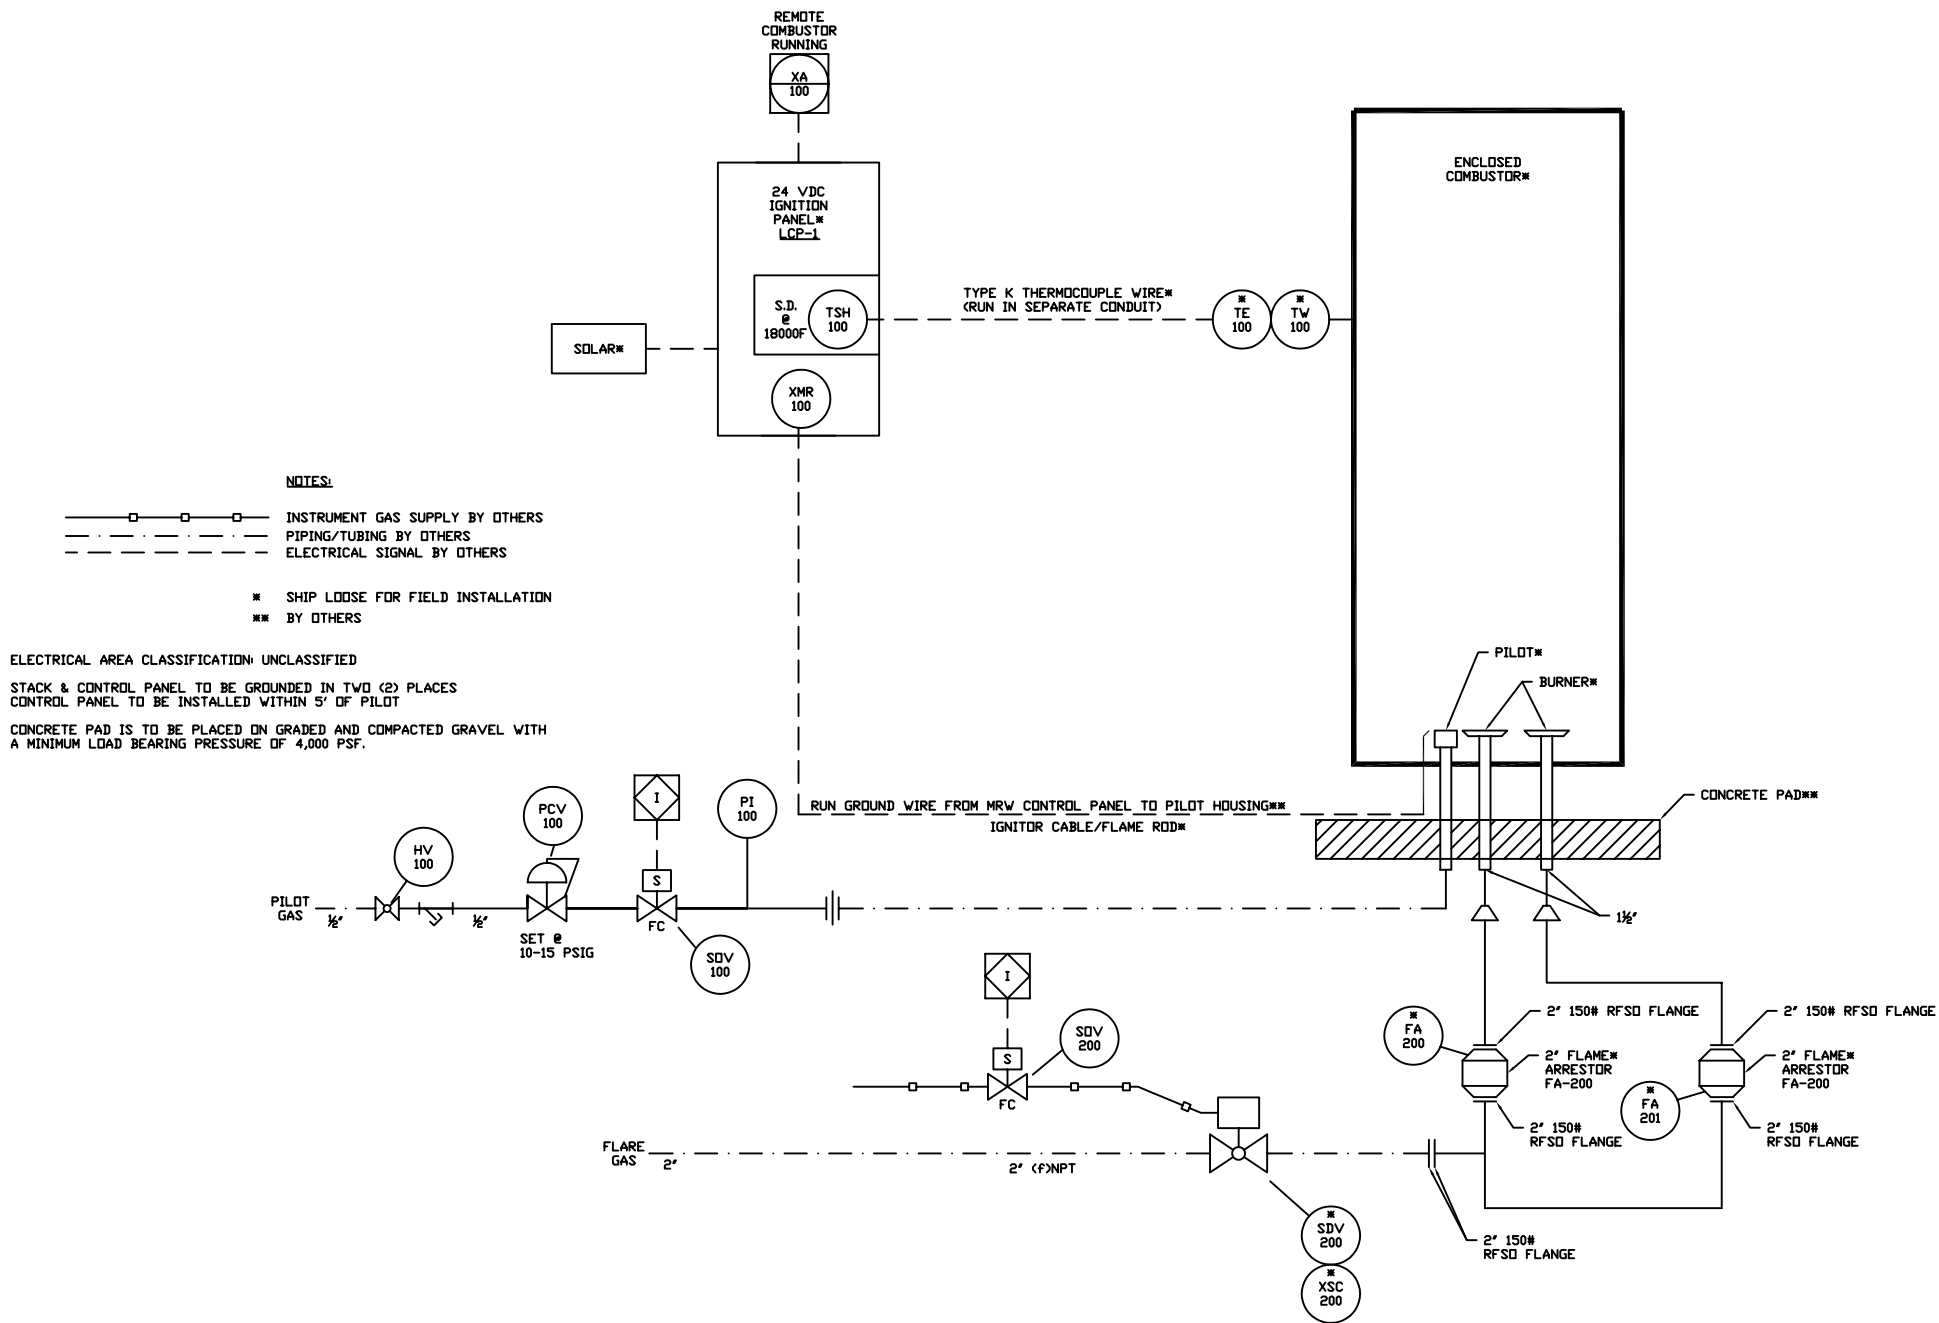 REMOTE
COMBUSTOR
RUNNING
XA
100
24 VDC
IGNITION
PANEL*
LCP-1
S.D.
@
18000F
TSH
100
XMR
100
SOLAR*
TYPE K THERMOCOUPLE WIRE*
(RUN IN SEPARATE CONDUIT)
*
TE
100
*
TW
100
ENCLOSED
COMBUSTOR*
NOTES:
INSTRUMENT GAS SUPPLY BY OTHERS
PIPING/TUBING BY OTHERS
ELECTRICAL SIGNAL BY OTHERS
* SHIP LOOSE FOR FIELD INSTALLATION
** BY OTHERS
ELECTRICAL AREA CLASSIFICATION: UNCLASSIFIED
STACK & CONTROL PANEL TO BE GROUNDED IN TWO (2) PLACES
CONTROL PANEL TO BE INSTALLED WITHIN 5' OF PILOT
CONCRETE PAD IS TO BE PLACED ON GRADED AND COMPACTED GRAVEL WITH
A MINIMUM LOAD BEARING PRESSURE OF 4,000 PSF.
PILOT*
BURNER*
CONCRETE PAD**
RUN GROUND WIRE FROM MRW CONTROL PANEL TO PILOT HOUSING**
IGNITOR CABLE/FLAME ROD*
PILOT
GAS
½"
HV
100
½"
PCV
100
SET @
10-15 PSIG
I
S
FC
SOV
100
PI
100
1½"
I
S
FC
SOV
200
FLARE
GAS
2"
2" (f)NPT
*
SDV
200
*
XSC
200
2" 150#
RFSO FLANGE
*
FA
200
2" 150# RFSO FLANGE
2" FLAME*
ARRESTOR
FA-200
2" 150#
RFSO FLANGE
*
FA
201
2" 150# RFSO FLANGE
2" FLAME*
ARRESTOR
FA-200
2" 150#
RFSO FLANGE